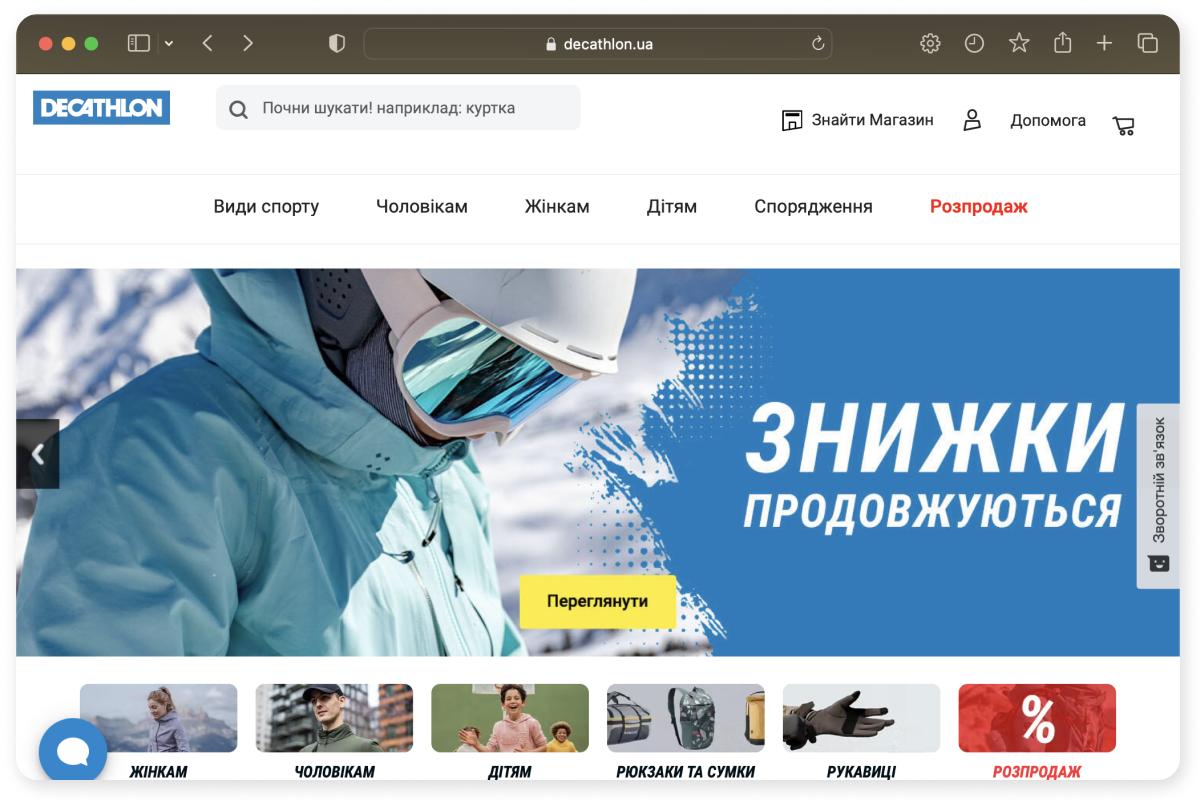 decathlon.ua
DECATHLON
Почни шукати! наприклад: куртка
Знайти Магазин
Допомога
Види спорту
Чоловікам
Жінкам
Дітям
Спорядження
Розпродаж
ЗНИЖКИ
ПРОДОВЖУЮТЬСЯ
Зворотній зв'язок
Переглянути
%
ЖІНКАМ
ЧОЛОВІКАМ
ДІТЯМ
РЮКЗАКИ ТА СУМКИ
РУКАВИЦІ
РОЗПРОДАЖ